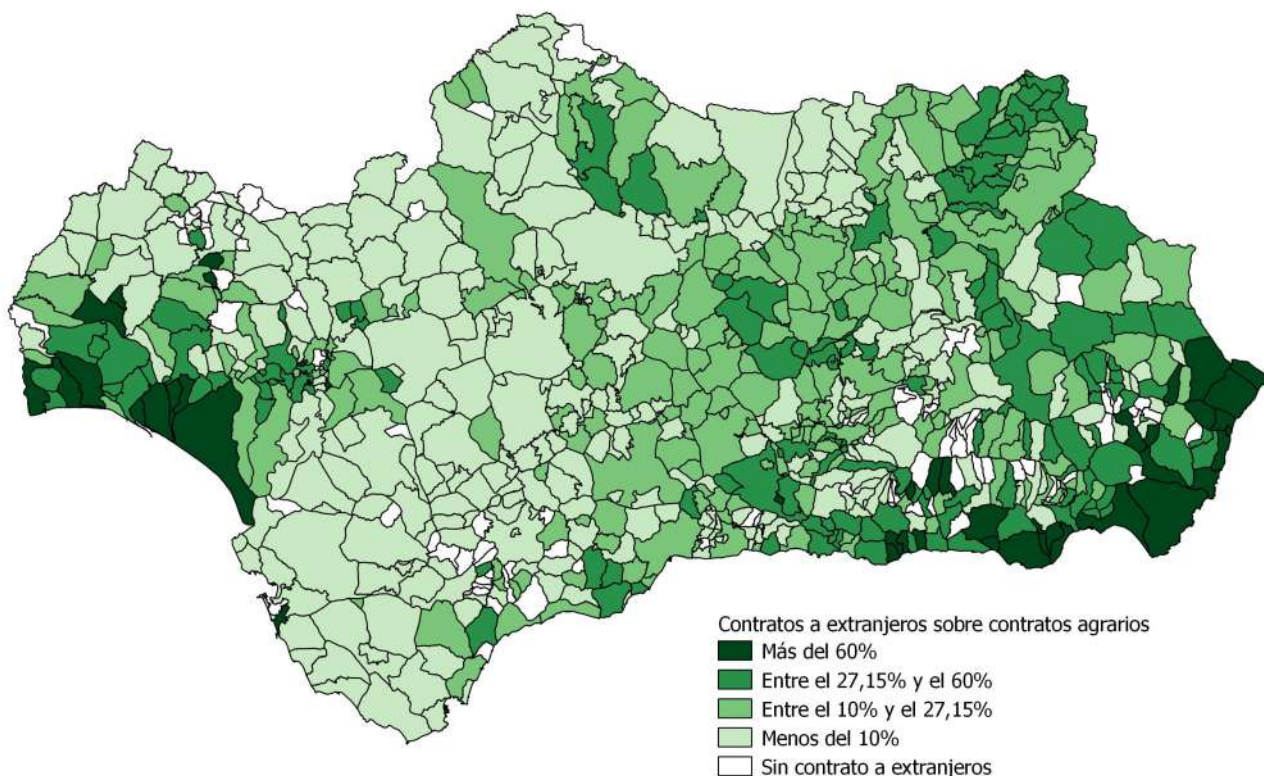 Contratos a extranjeros sobre contratos agrarios
Más del 60%
Entre el 27,15% y el 60%
Entre el 10% y el 27,15%
Menos del 10%
Sin contrato a extranjeros